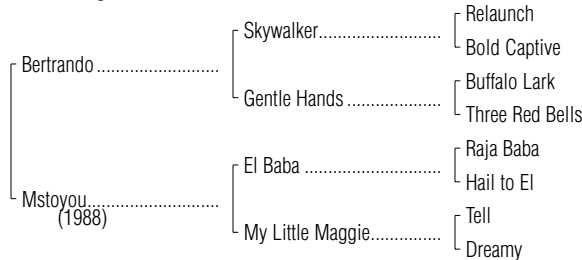 Relaunch
Skywalker
Bold Captive
Bertrando
Buffalo Lark
Gentle Hands
Three Red Bells
Raja Baba
El Baba
Hail to El
Mstoyou
(1988)
Tell
My Little Maggie
Dreamy